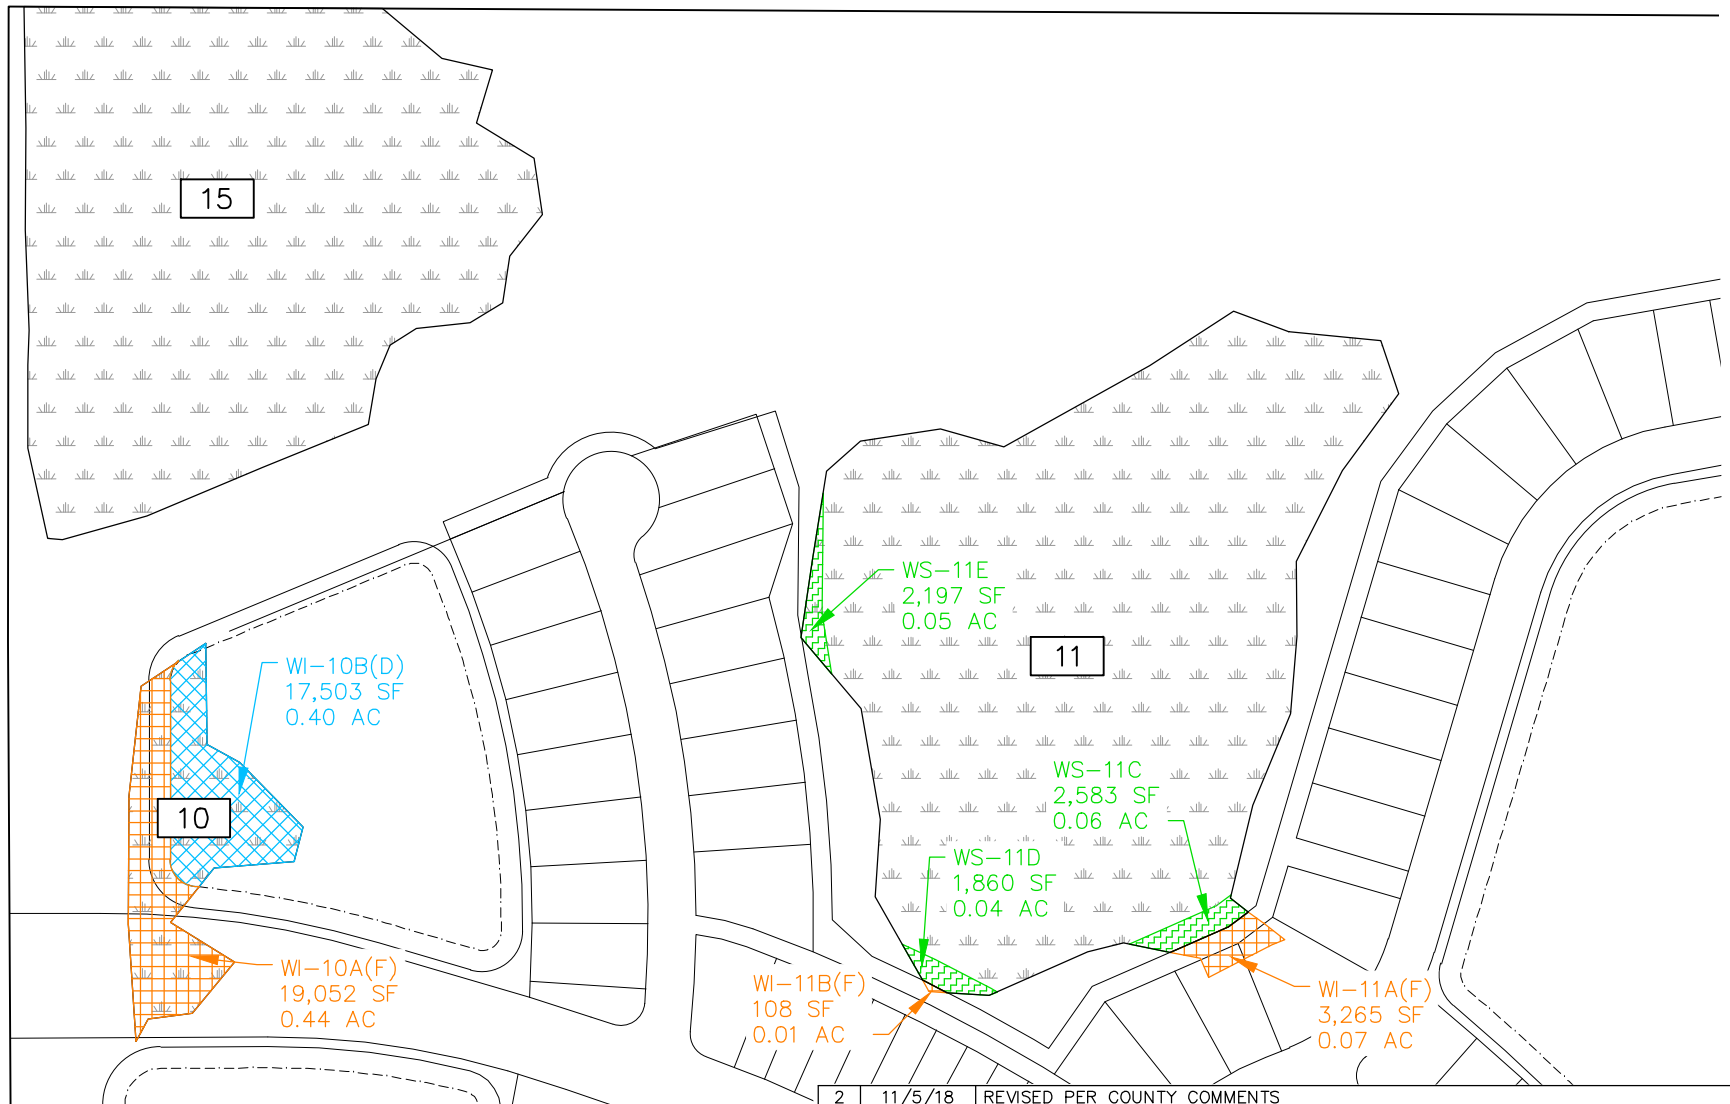 15
WS-11E
2,197 SF
0.05 AC
11
WI-10B(D)
17,503 SF
0.40 AC
10
WS-11C
2,583 SF
0.06 AC
WS-11D
1,860 SF
0.04 AC
WI-10A(F)
19,052 SF
0.44 AC
WI-11B(F)
108 SF
0.01 AC
WI-11A(F)
3,265 SF
0.07 AC
2 11/5/18 REVISED PER COUNTY COMMENTS